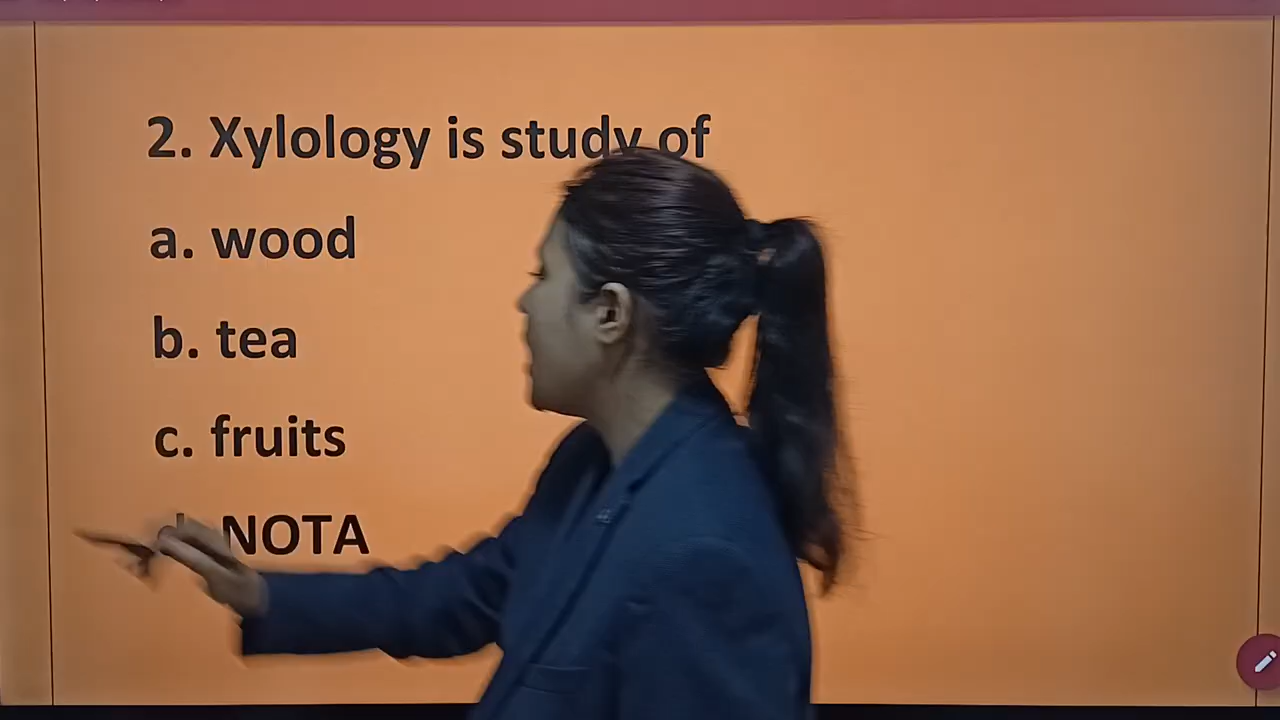 2. Xylology is study of
a. wood
b. tea
c. fruits
NOTA